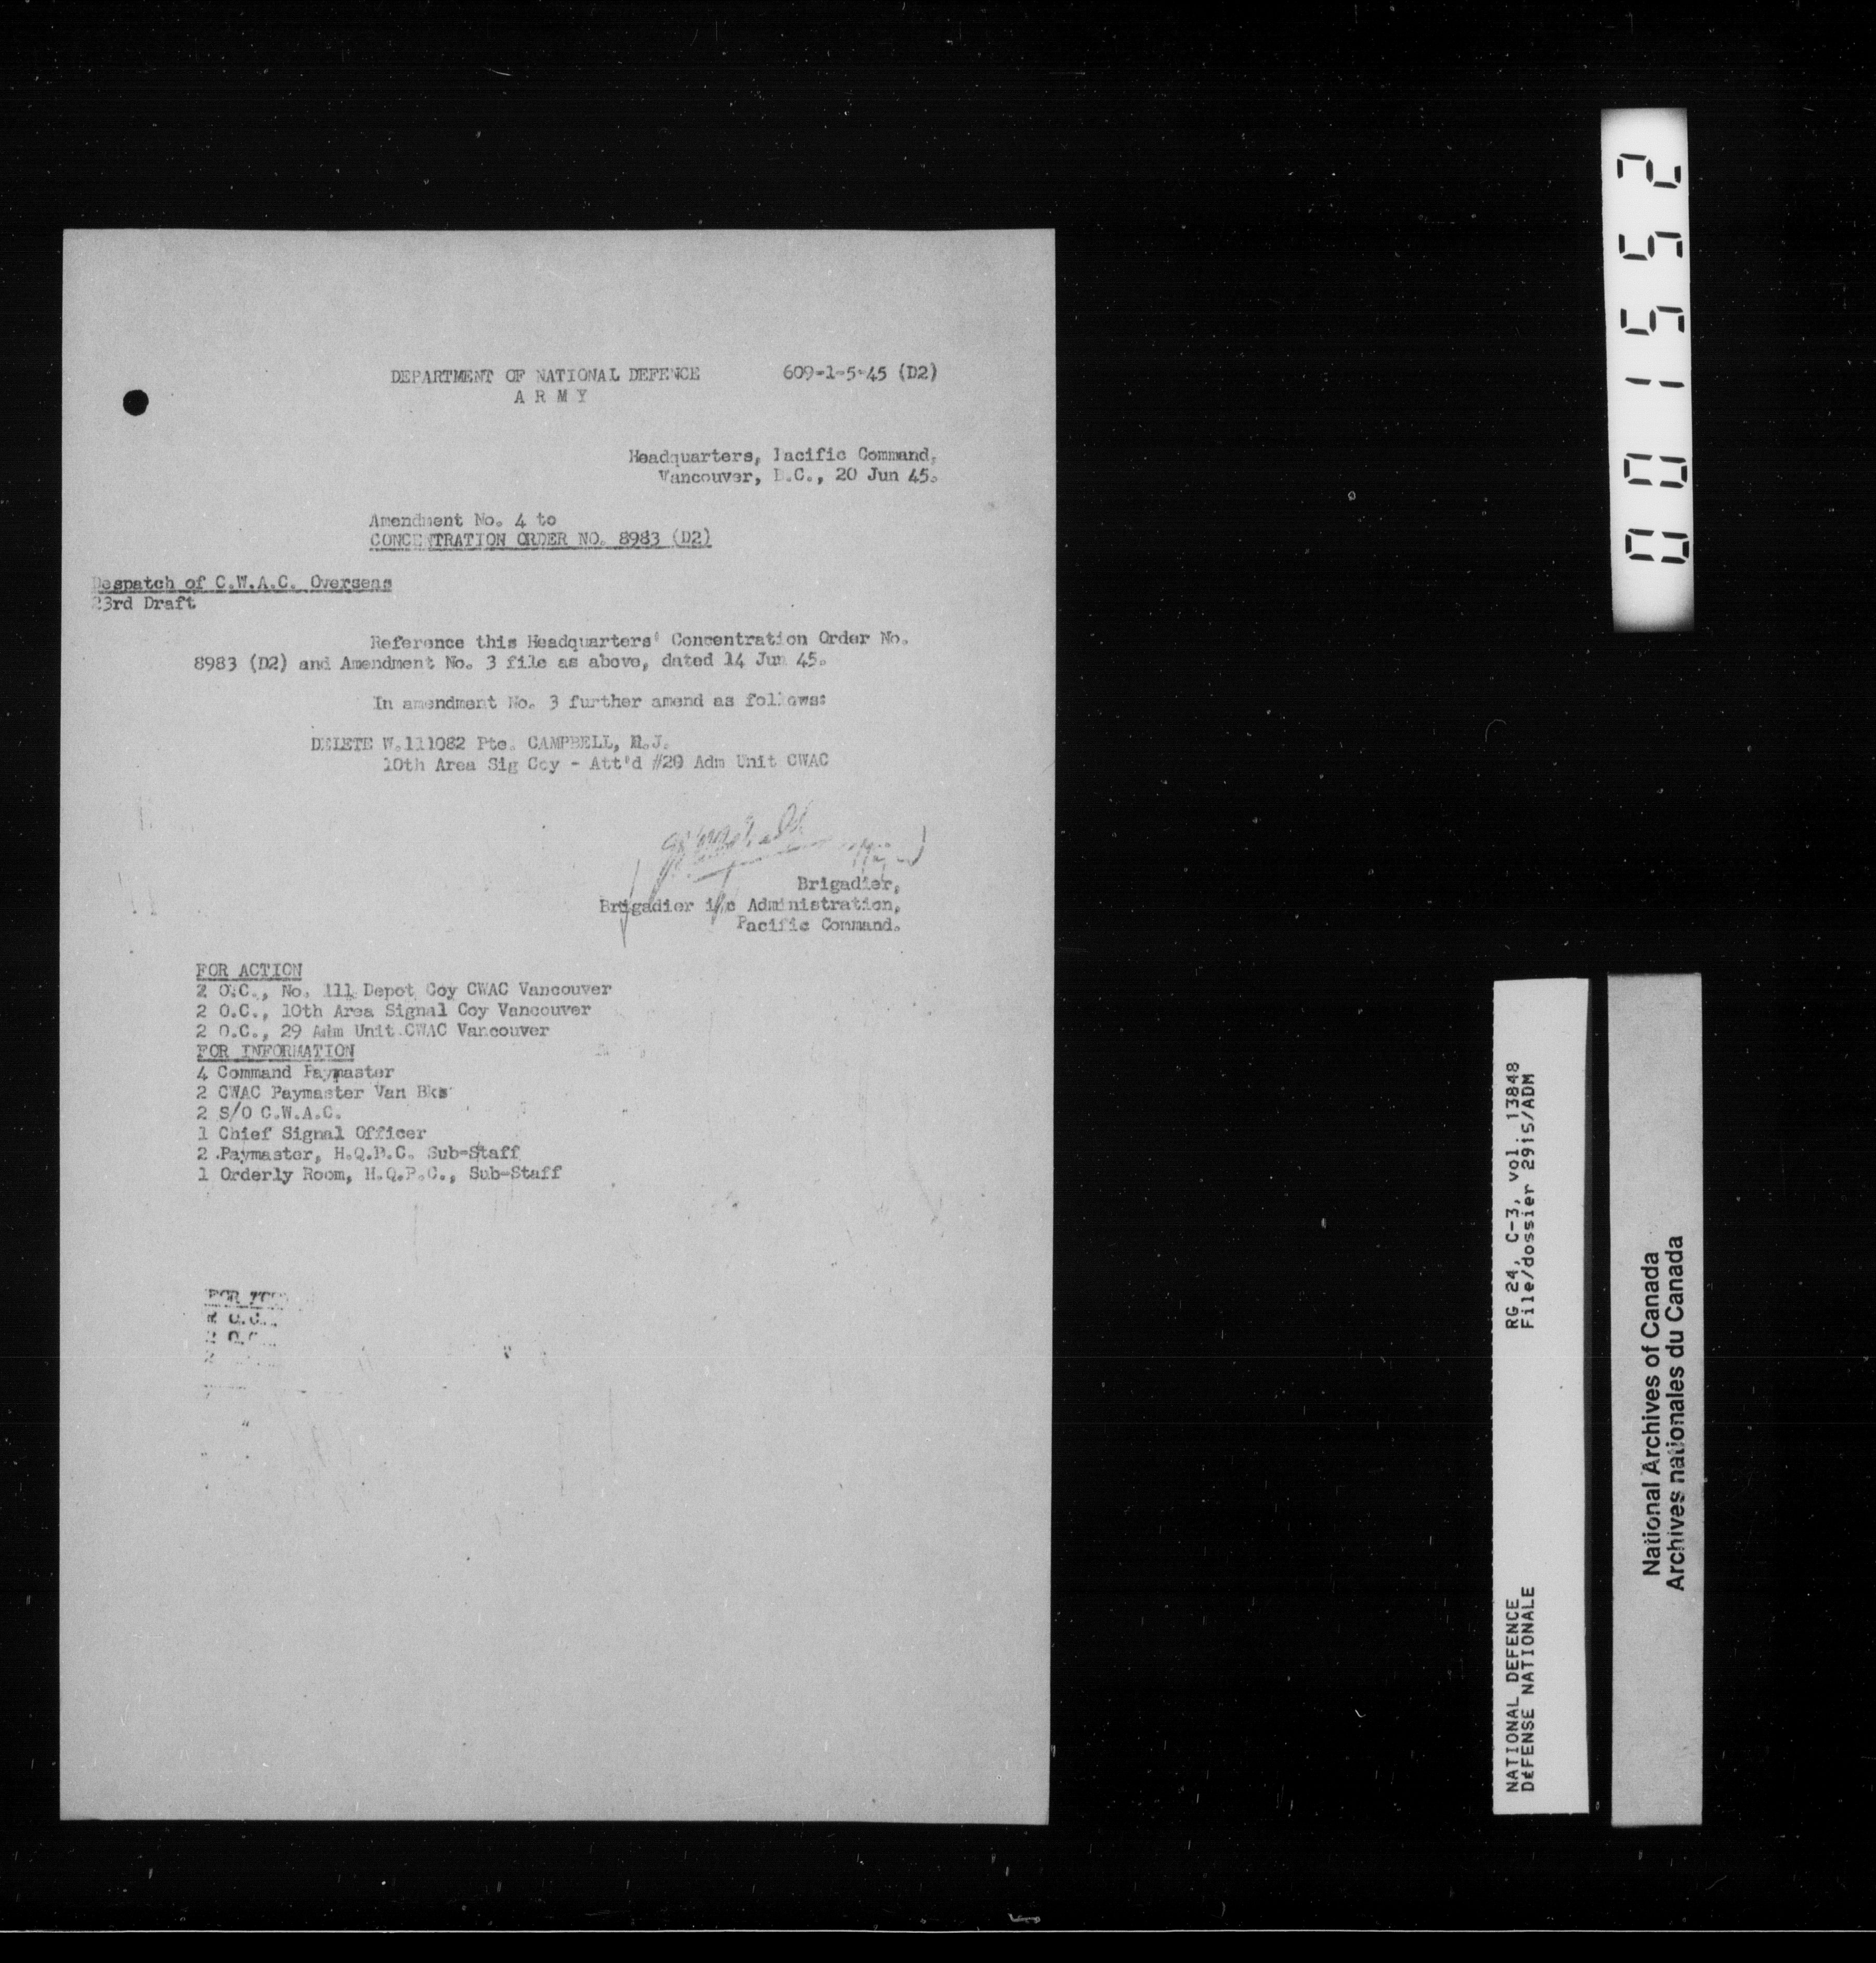 DEPARTMENT OF NATIONAL DEFENCE 609-1-5-45 (D2)
A R M Y
Headquarters, Pacific Command,
Vancouver, B.C., 20 Jun 45.
Amendment No. 4 to
CONCENTRATION ORDER NO. 8983 (D2)
Despatch of C.W.A.C. Overseas
23rd Draft
Reference this Headquarters' Concentration Order No.
8983 (D2) and Amendment No. 3 file as above, dated 14 Jun 45.
In amendment No. 3 further amend as follows:
DELETE W.111082 Pte. CAMPBELL,
10th Area Sig Coy - Att'd #29 Adm Unit CWAC
Brigadier,
Brigadier i/c Administration,
Pacific Command.
FOR ACTION
2 O.C., No. 111 Depot Coy CWAC Vancouver
2 O.C., 10th Area Signal Coy Vancouver
2 O.C., 29 Adm Unit CWAC Vancouver
FOR INFORMATION
4 Command Paymaster
2 CWAC Paymaster Van Bks
2 S/O C.W.A.C.
1 Chief Signal Officer
2 Paymaster, H.Q.P.C. Sub-Staff
1 Orderly Room, H.Q.P.C., Sub-Staff
FOR
2 O.C.
2 O.C.
2
001552
RG 24, C-3, vol. 13848
File/dossier 2915/ADM
NATIONAL DEFENCE
DéFENSE NATIONALE
National Archives of Canada
Archives nationales du Canada